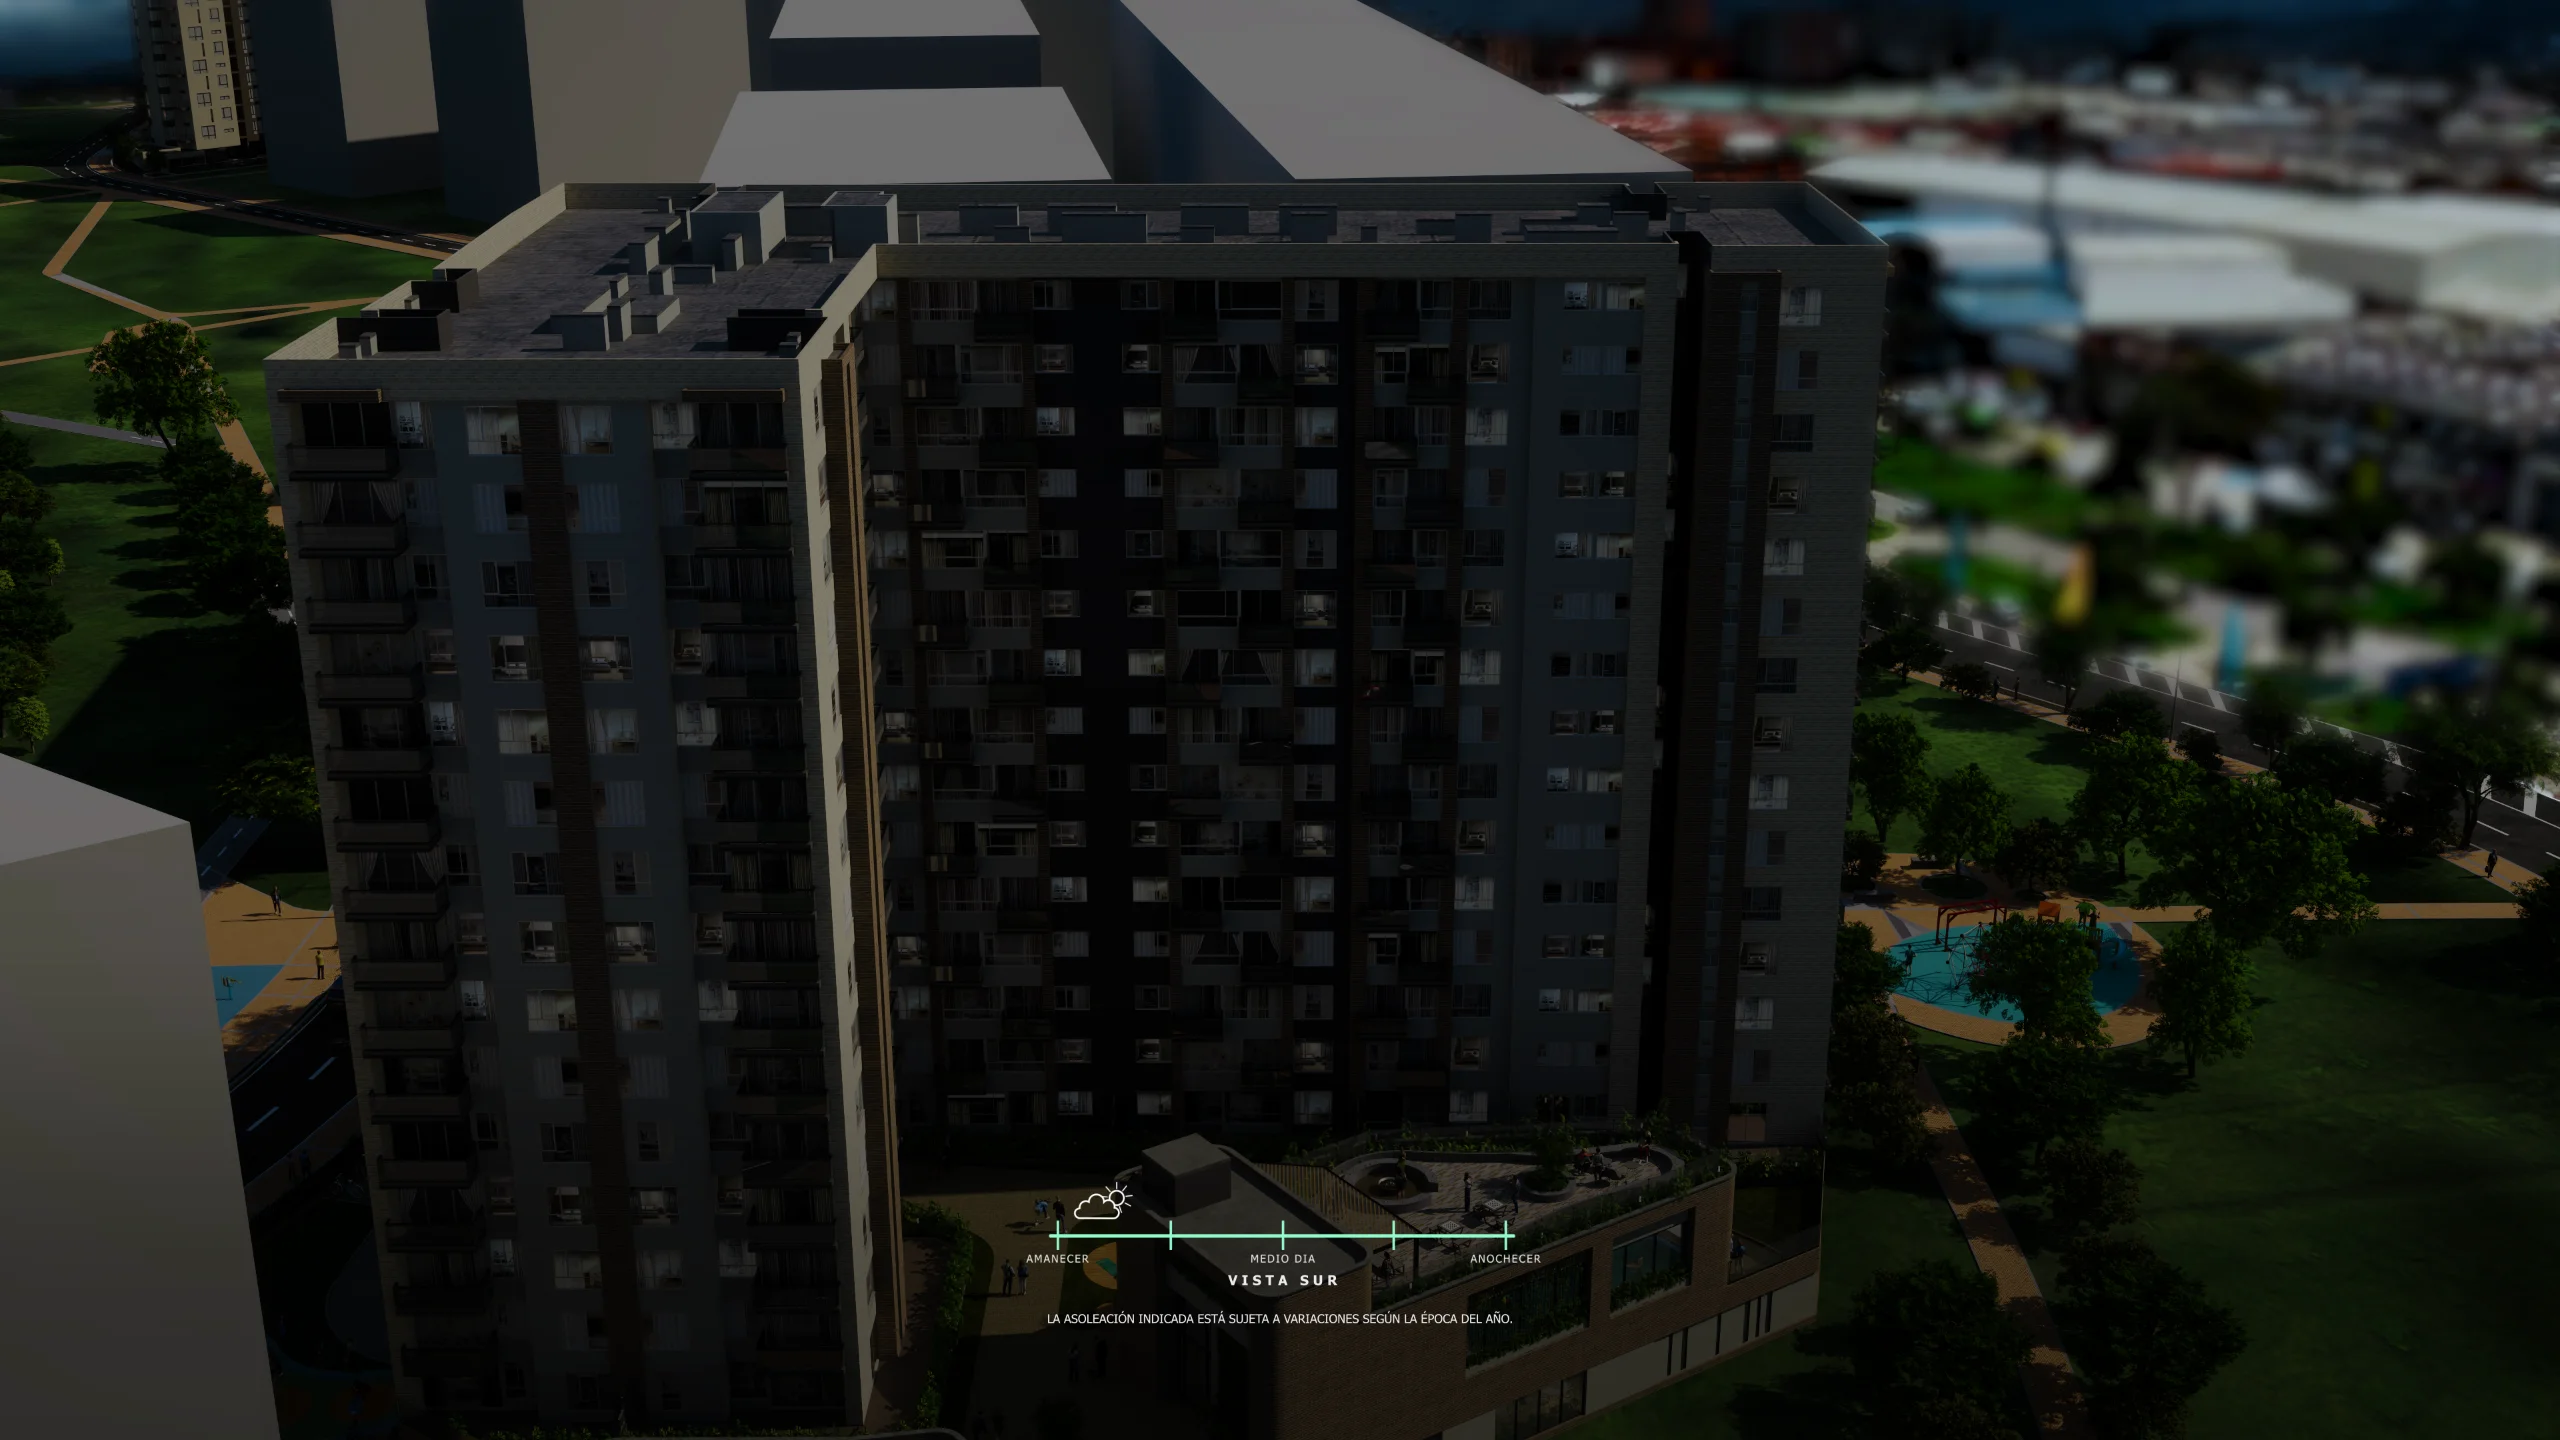 AMANECER MEDIO DIA ANOCHECER
VISTA SUR
LA ASOLEACIÓN INDICADA ESTÁ SUJETA A VARIACIONES SEGÚN LA ÉPOCA DEL AÑO.